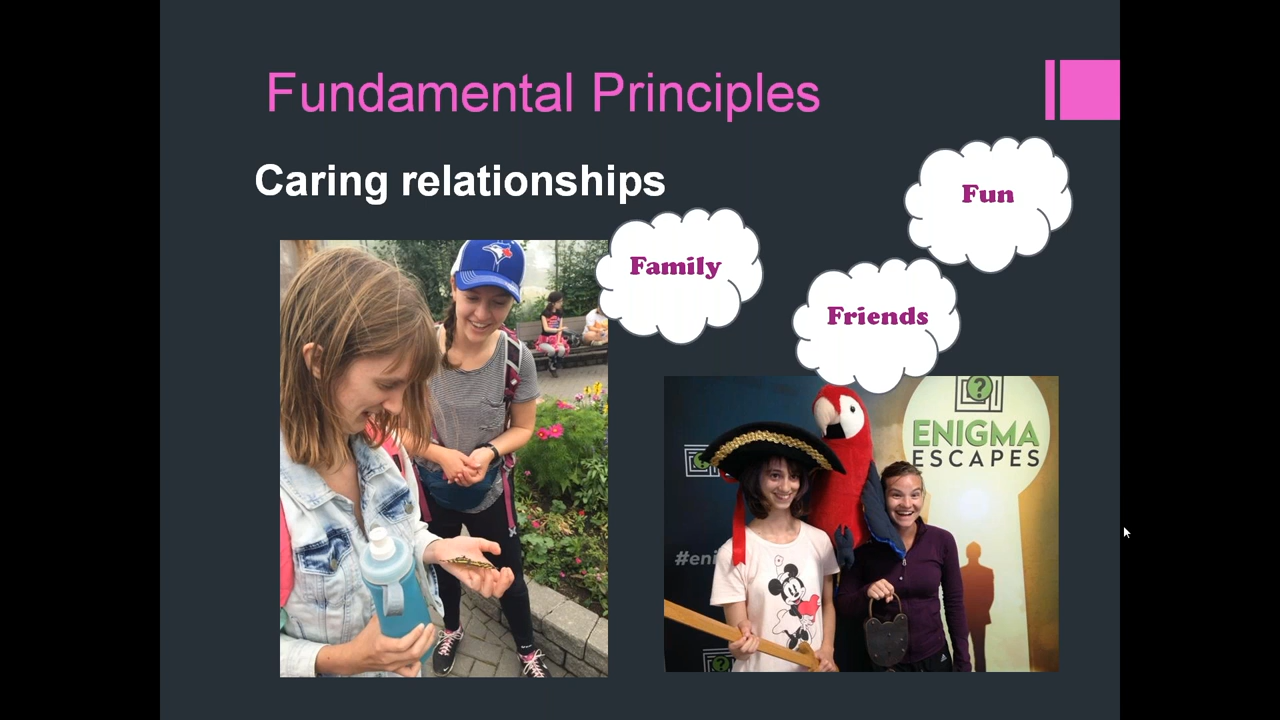 Fundamental Principles
Caring relationships
Fun
Family
Friends
?
ENIGMA
ESCAPES
#eni